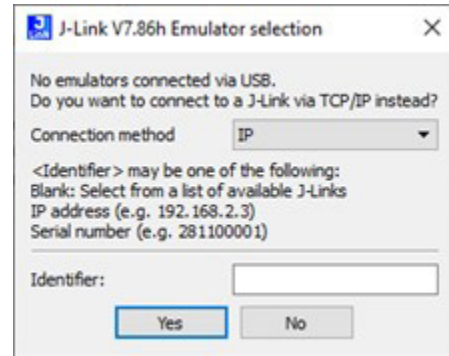 J-Link V7.86h Emulator selection
No emulators connected via USB.
Do you want to connect to a J-Link via TCP/IP instead?
Connection method IP
<Identifier> may be one of the following:
Blank: Select from a list of available J-Links
IP address (e.g. 192.168.2.3)
Serial number (e.g. 281100001)
Identifier:
Yes No